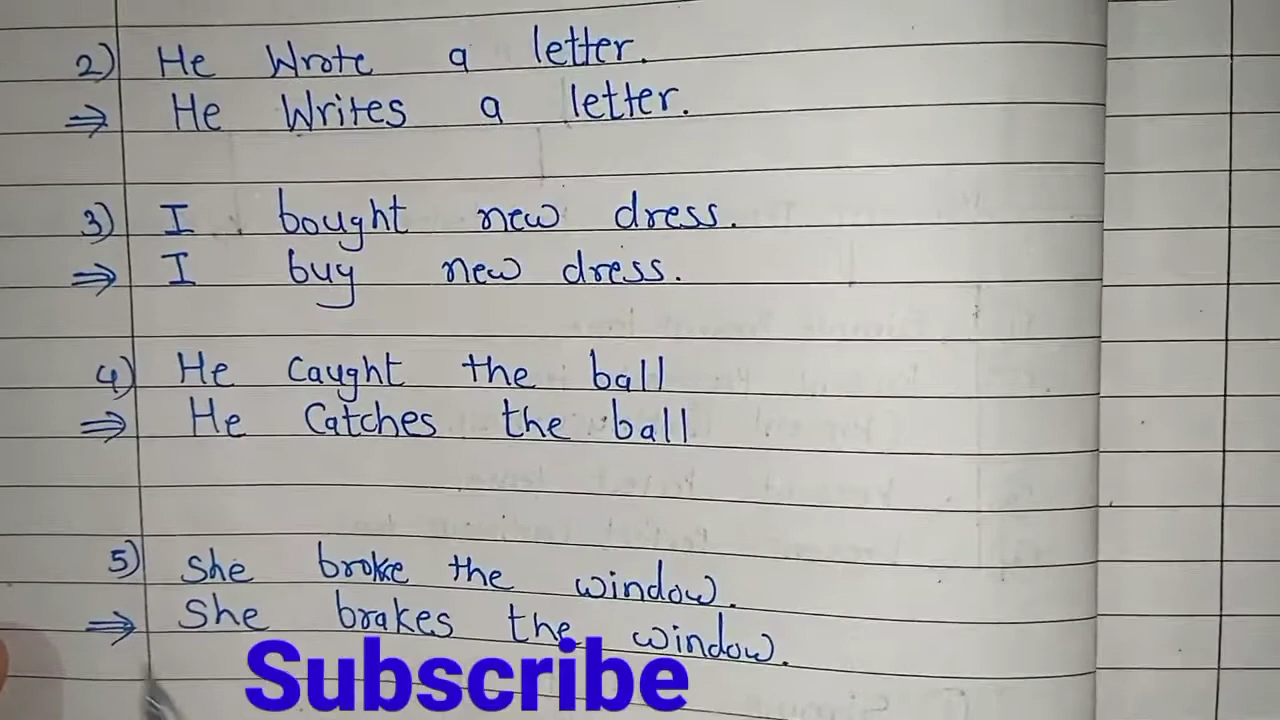 2) He Wrote a letter.
⇒ He Writes a letter.
3) I bought new dress.
⇒ I buy new dress.
4) He Caught the ball
⇒ He Catches the ball
5) She broke the window.
⇒ She brakes the window.
Subscribe